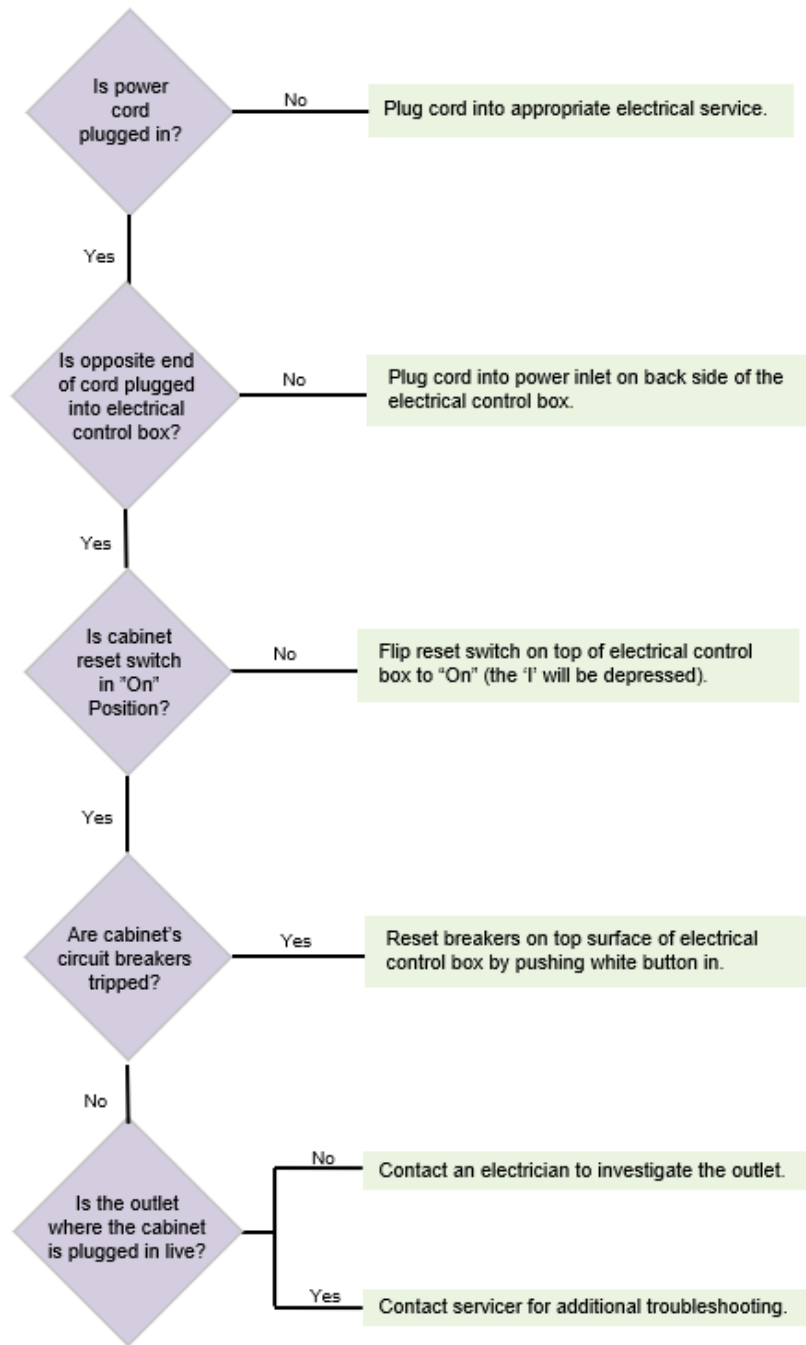 Is power
cord
plugged in?
No
Plug cord into appropriate electrical service.
Yes
Is opposite end
of cord plugged
into electrical
control box?
No
Plug cord into power inlet on back side of the
electrical control box.
Yes
Is cabinet
reset switch
in ”On”
Position?
No
Flip reset switch on top of electrical control
box to “On” (the ‘I’ will be depressed).
Yes
Are cabinet’s
circuit breakers
tripped?
Yes
Reset breakers on top surface of electrical
control box by pushing white button in.
No
Is the outlet
where the cabinet
is plugged in live?
No
Contact an electrician to investigate the outlet.
Yes
Contact servicer for additional troubleshooting.